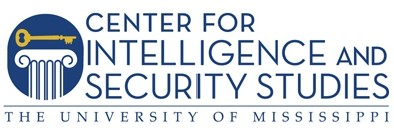 CENTER FOR
INTELLIGENCE AND
SECURITY STUDIES
THE UNIVERSITY OF MISSISSIPPI